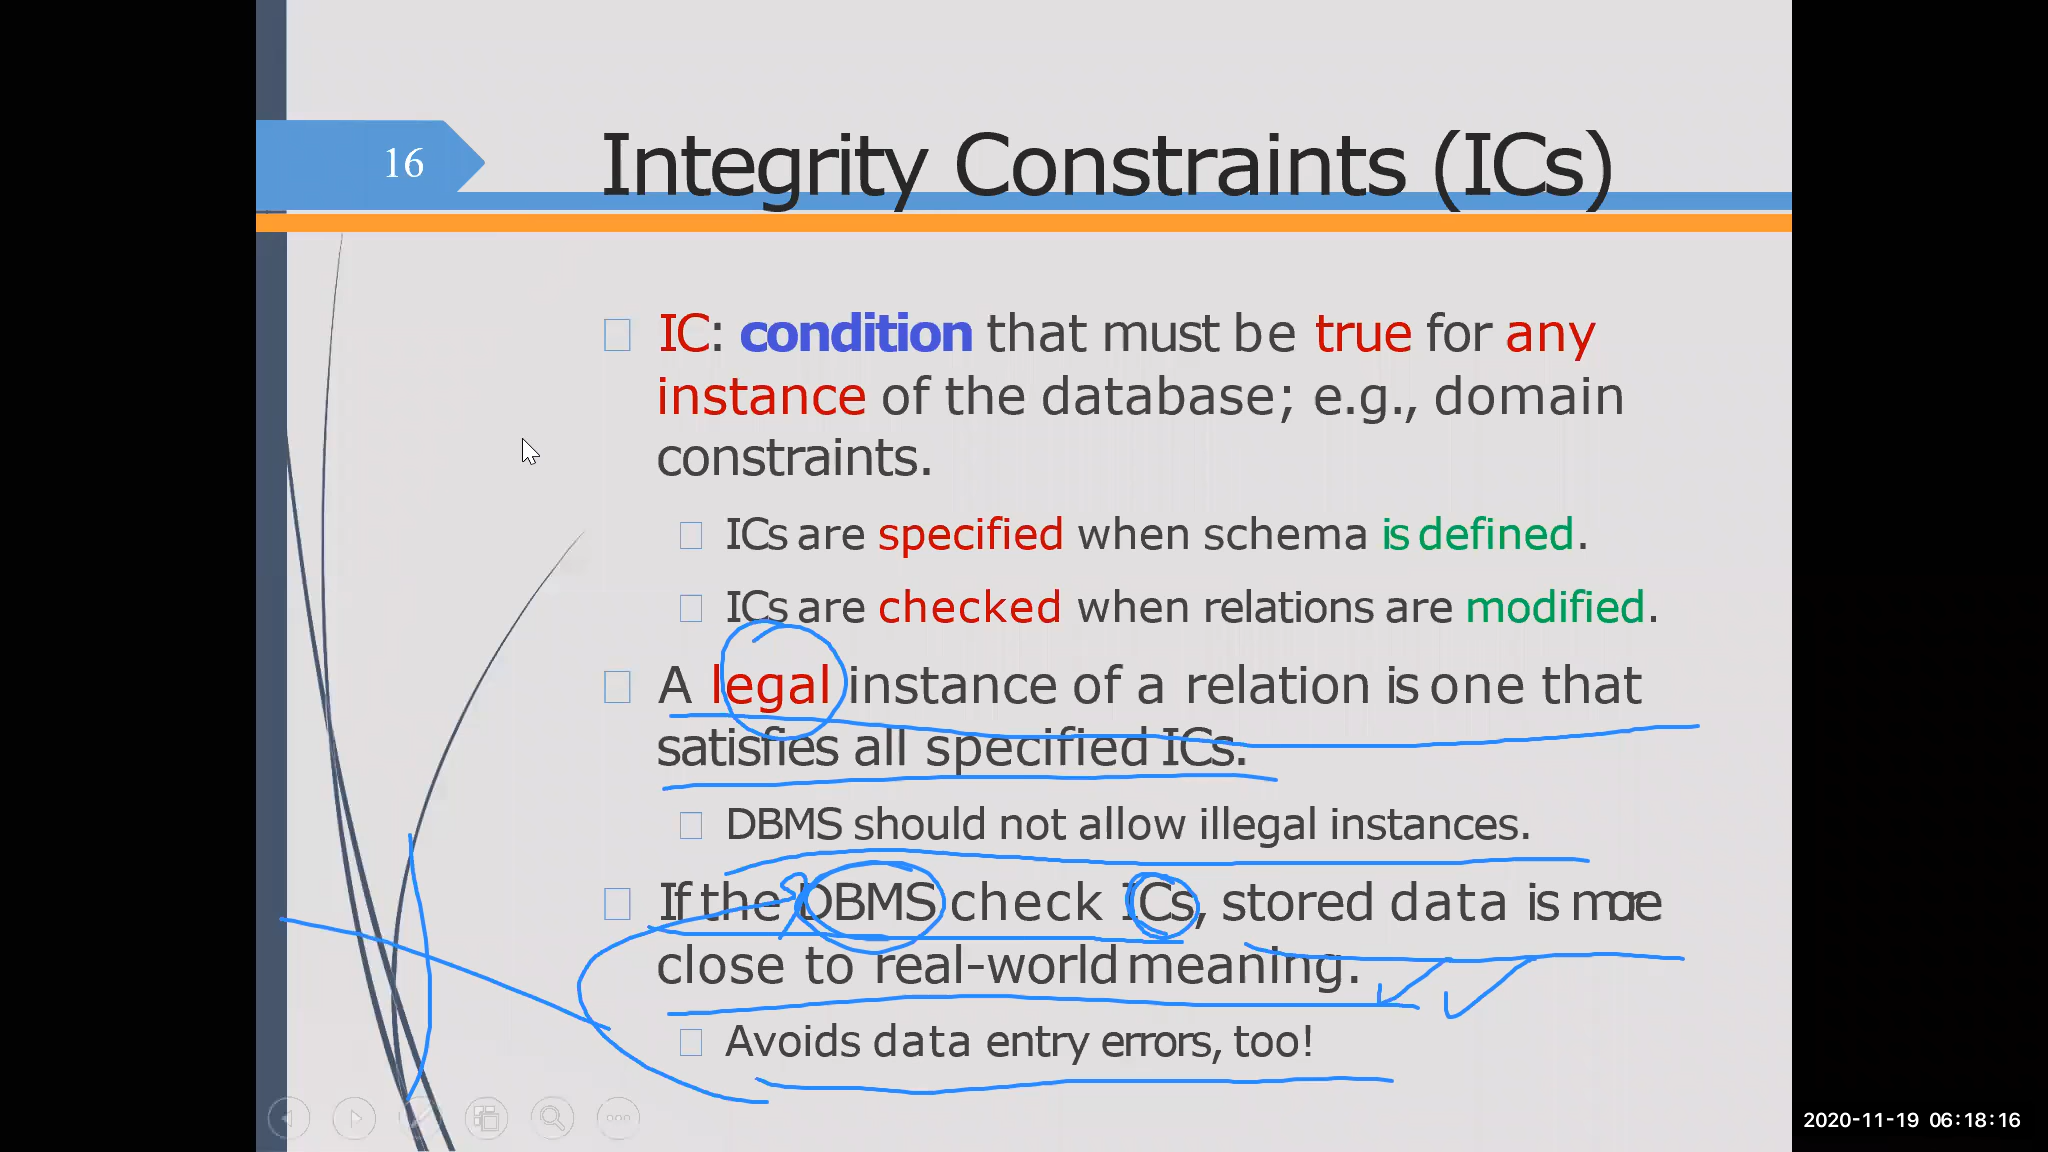 16
Integrity Constraints (ICs)
IC: condition that must be true for any
instance of the database; e.g., domain
constraints.
ICs are specified when schema is defined.
ICs are checked when relations are modified.
A legal instance of a relation is one that
satisfies all specified ICs.
DBMS should not allow illegal instances.
If the DBMS check ICs, stored data is more
close to real-world meaning.
Avoids data entry errors, too!
2020-11-19 06:18:16